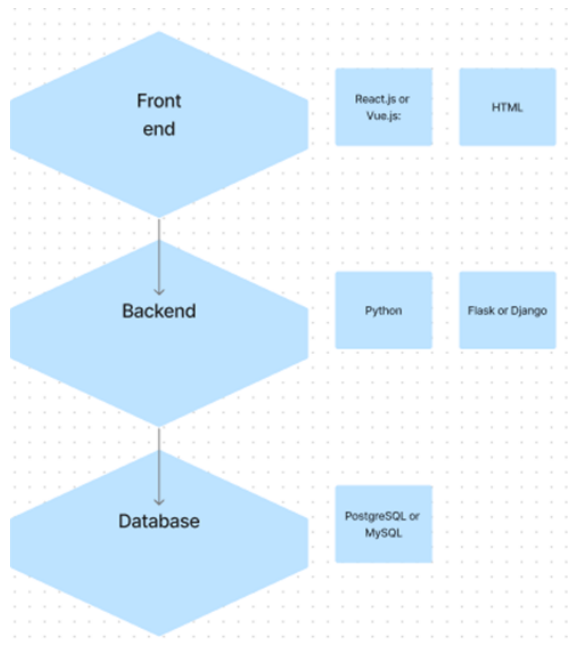 Front
end
React.js or
Vue.js:
HTML
Backend
Python
Flask or Django
Database
PostgreSQL or
MySQL